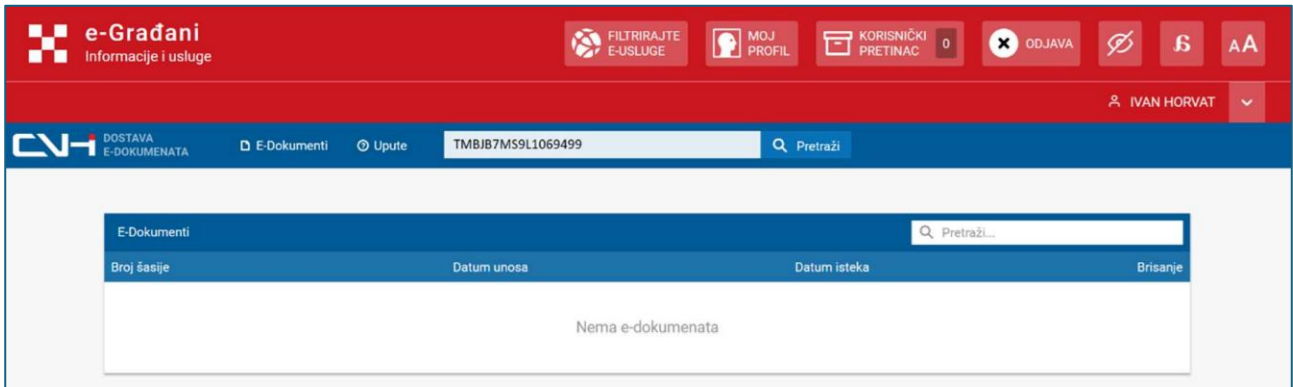 e-Građani
Informacije i usluge
FILTRIRAJTE
E-USLUGE
MOJ
PROFIL
KORISNIČKI
PRETINAC
0
ODJAVA
AA
IVAN HORVAT
CVH
DOSTAVA
E-DOKUMENATA
E-Dokumenti
Upute
TMBJB7MS9L1069499
Pretraži
E-Dokumenti
Pretraži...
Broj šasije
Datum unosa
Datum isteka
Brisanje
Nema e-dokumenata